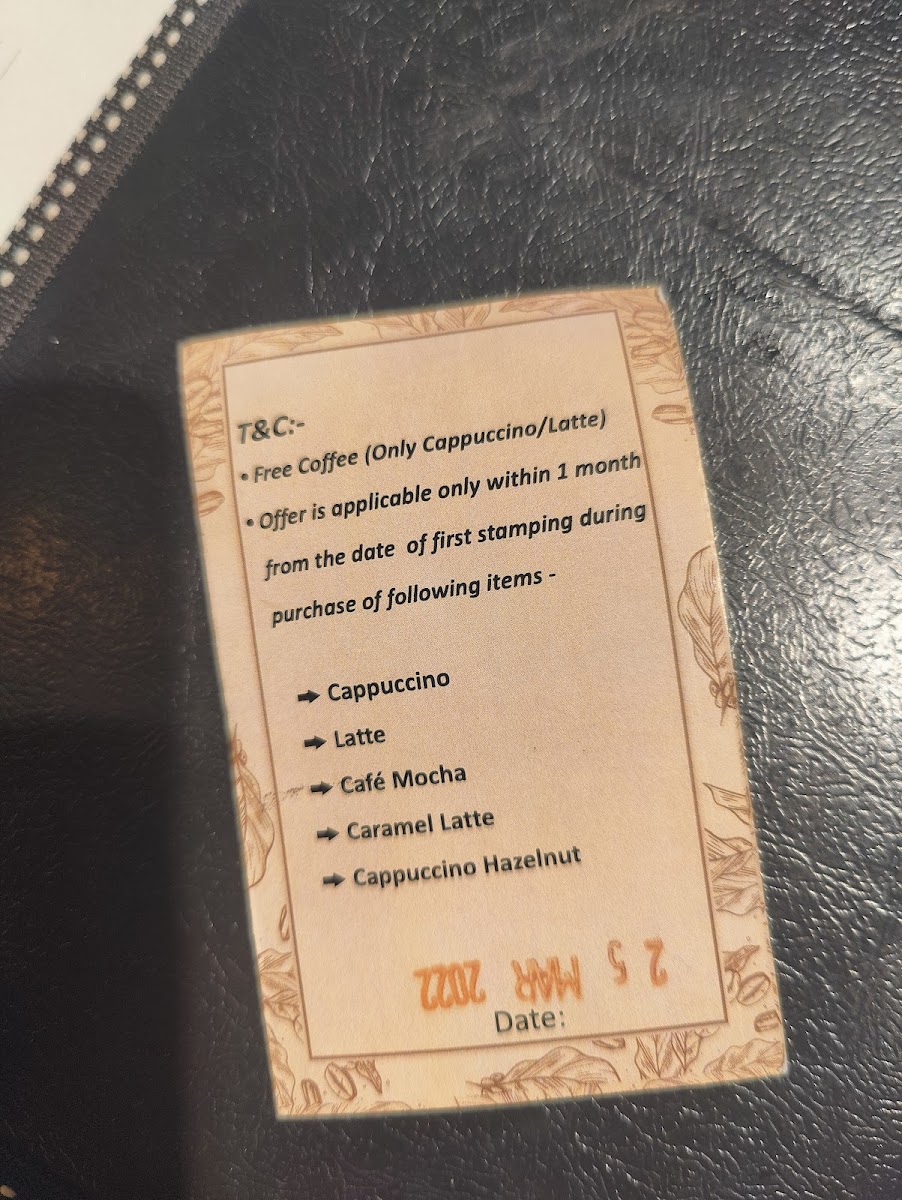 T&C:-
• Free Coffee (Only Cappuccino/Latte)
• Offer is applicable only within 1 month
from the date of first stamping during
purchase of following items -
➡ Cappuccino
➡ Latte
➡ Café Mocha
➡ Caramel Latte
➡ Cappuccino Hazelnut
25 MAR 2022
Date: